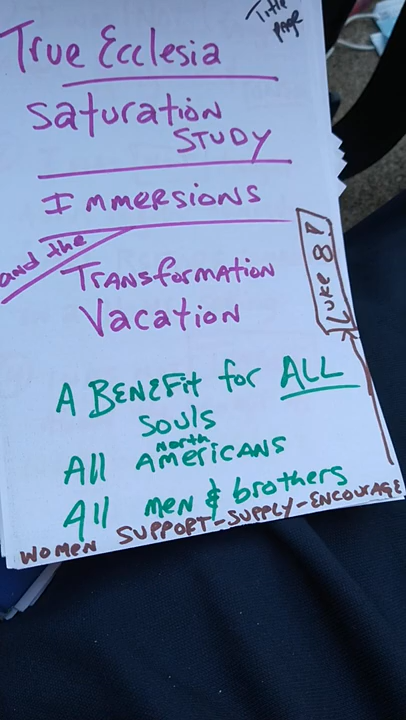 Title
page
True Ecclesia
Saturation
STUDY
IMMERSIONS
and the
TRANSFORMATION
Vacation
Luke 8!
A BENEFit for ALL
Souls
North
All AMERICANS
All men & brothers
WOMEN SUPPORT-SUPPLY-ENCOURAGE